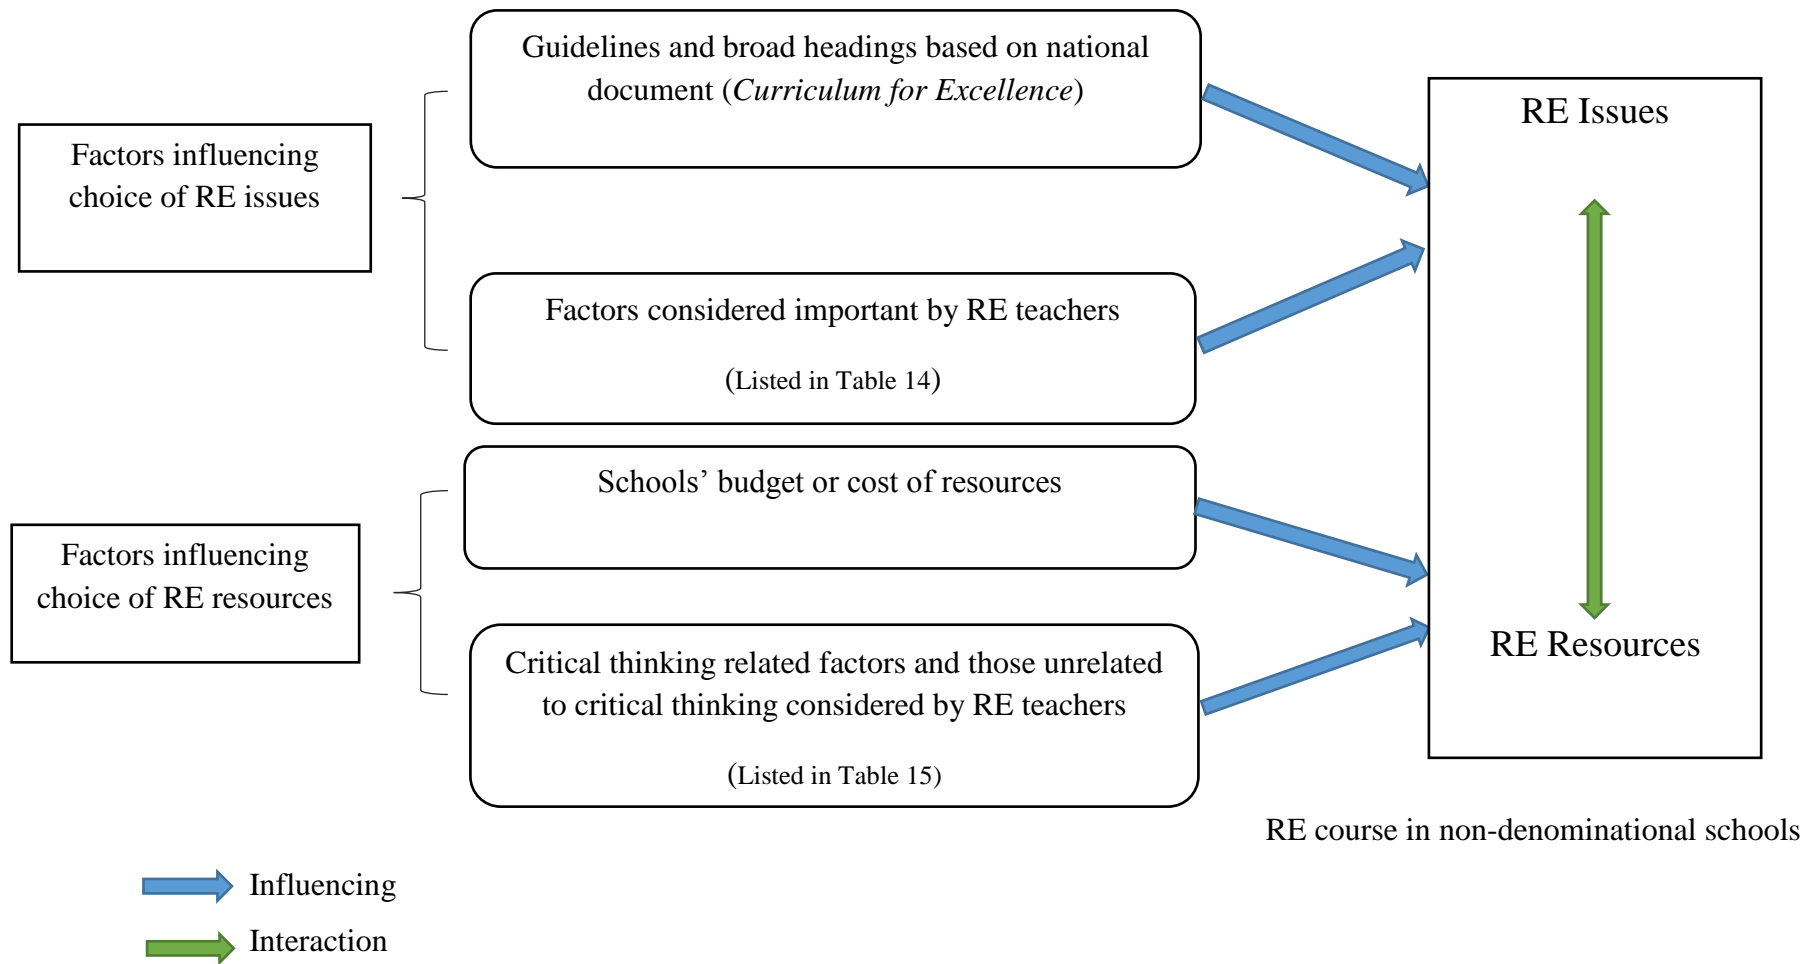 Guidelines and broad headings based on national
document (Curriculum for Excellence)
RE Issues
Factors influencing
choice of RE issues
Factors considered important by RE teachers
(Listed in Table 14)
Schools’ budget or cost of resources
Factors influencing
choice of RE resources
Critical thinking related factors and those unrelated
to critical thinking considered by RE teachers
(Listed in Table 15)
RE Resources
RE course in non-denominational schools
Influencing
Interaction